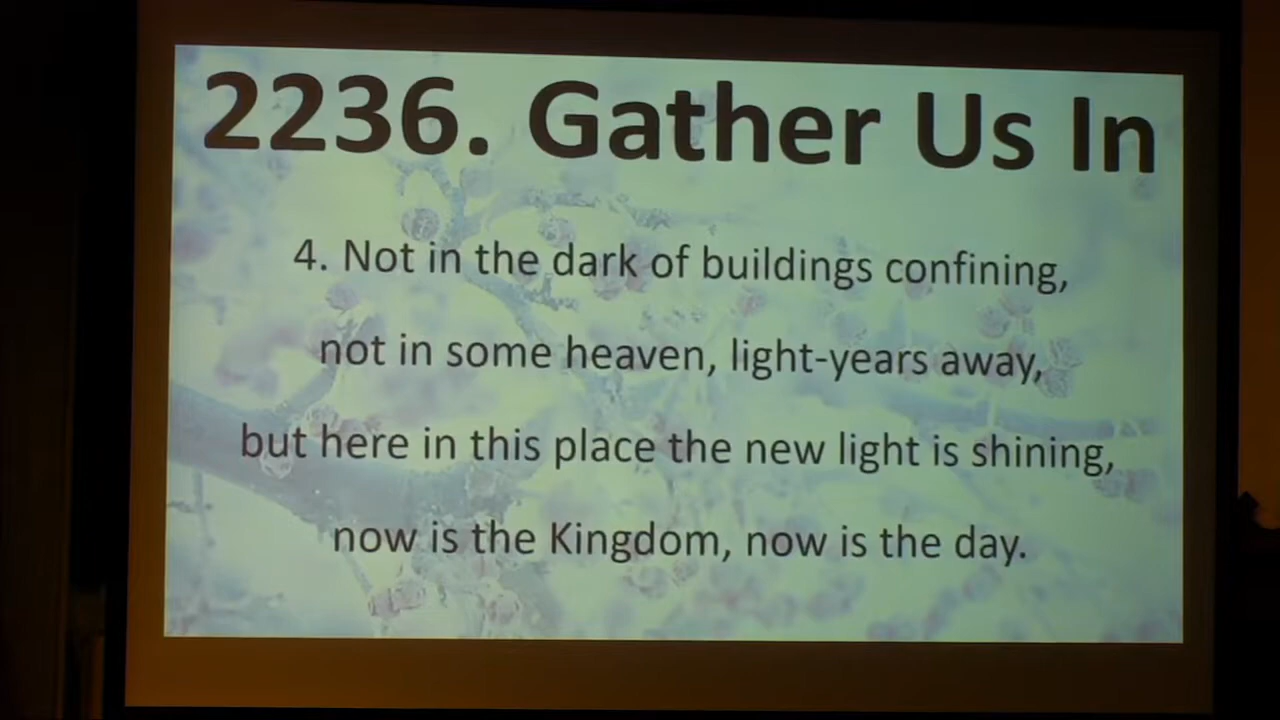 2236. Gather Us In
4. Not in the dark of buildings confining,
not in some heaven, light-years away,
but here in this place the new light is shining,
now is the Kingdom, now is the day.